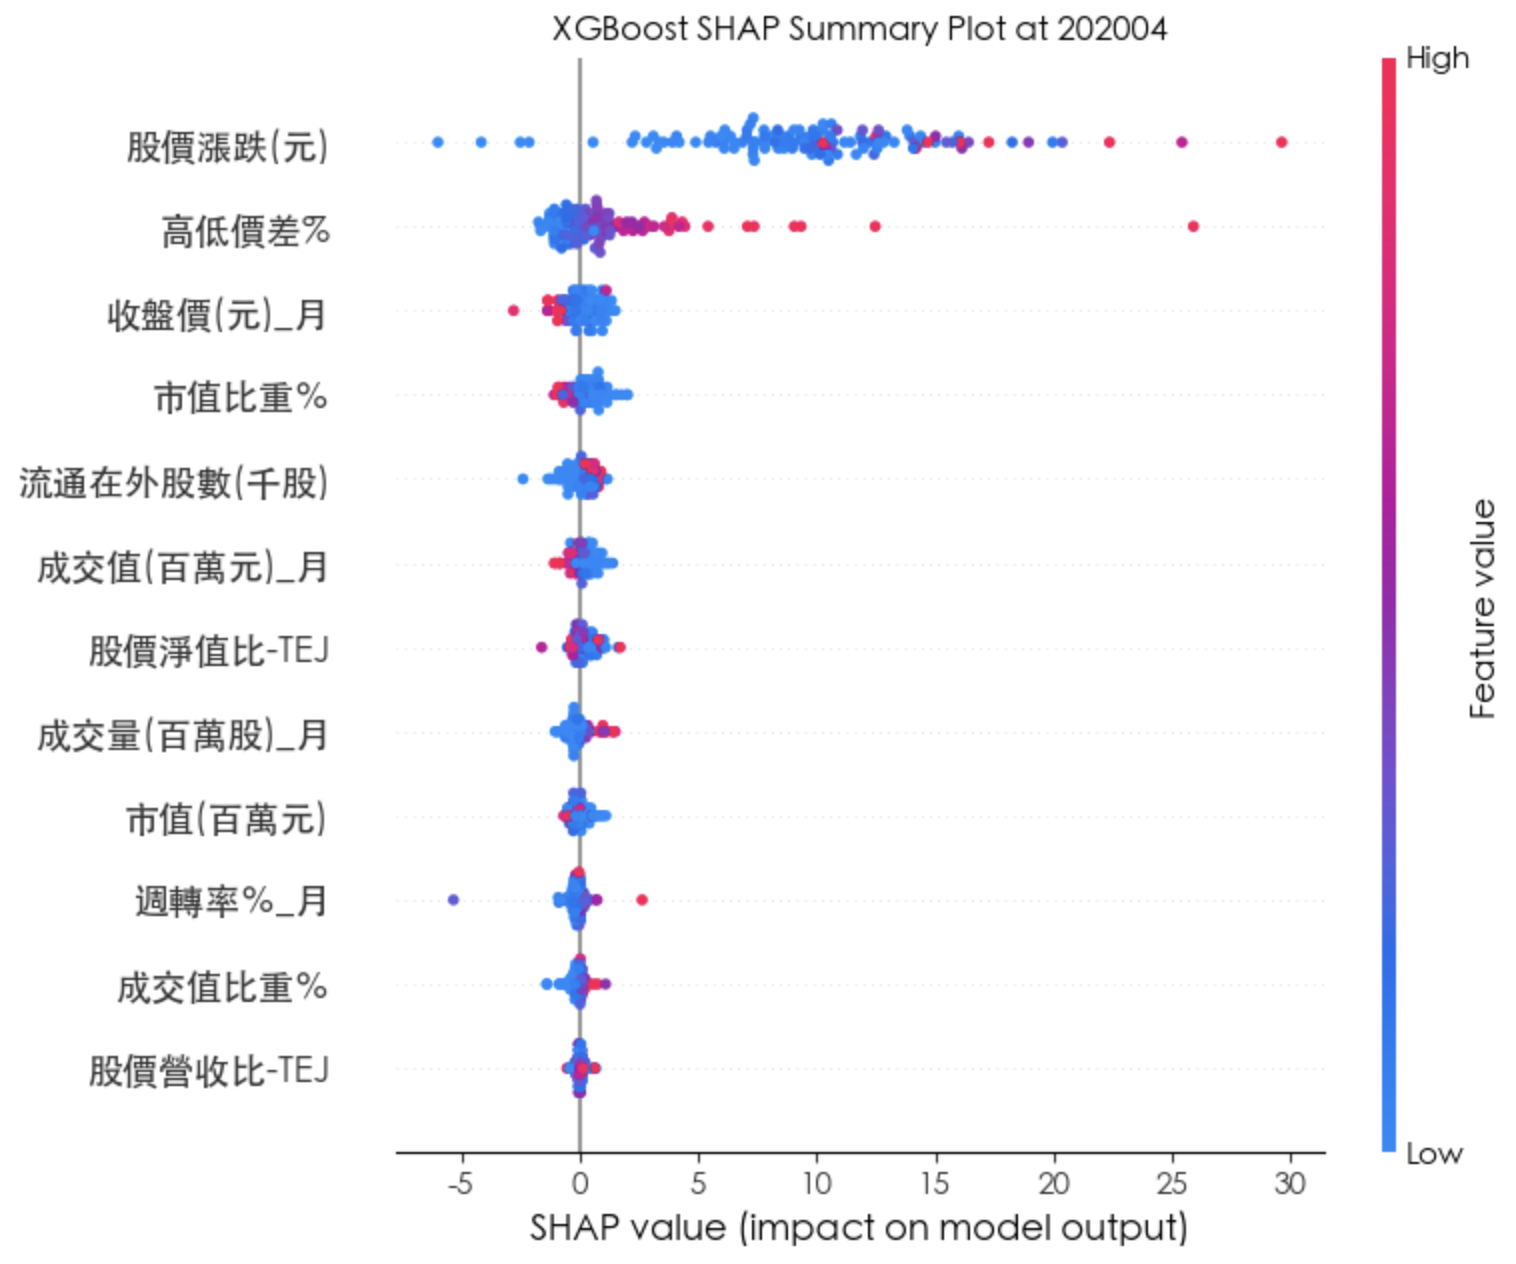 XGBoost SHAP Summary Plot at 202004
High
股價漲跌(元)
高低價差%
收盤價(元)_月
市值比重%
流通在外股數(千股)
成交值(百萬元)_月
股價淨值比-TEJ
成交量(百萬股)_月
市值(百萬元)
週轉率%_月
成交值比重%
股價營收比-TEJ
Feature value
Low
-5 0 5 10 15 20 25 30
SHAP value (impact on model output)